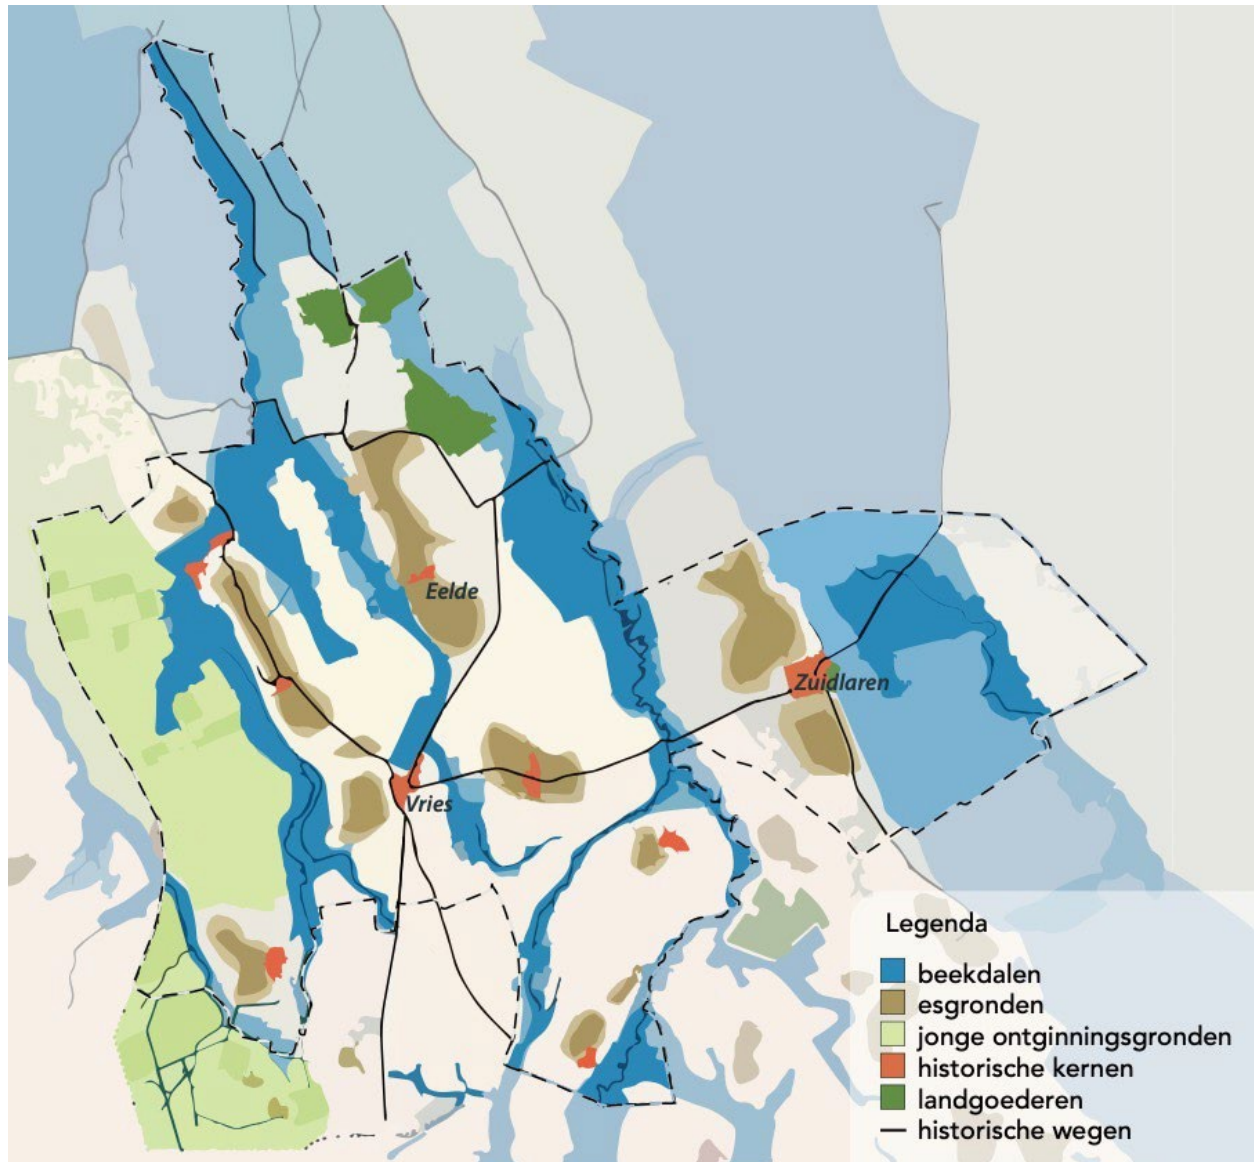 Eelde
Zuidlaren
Vries
Legenda
beekdalen
esgronden
jonge ontginningsgronden
historische kernen
landgoederen
historische wegen